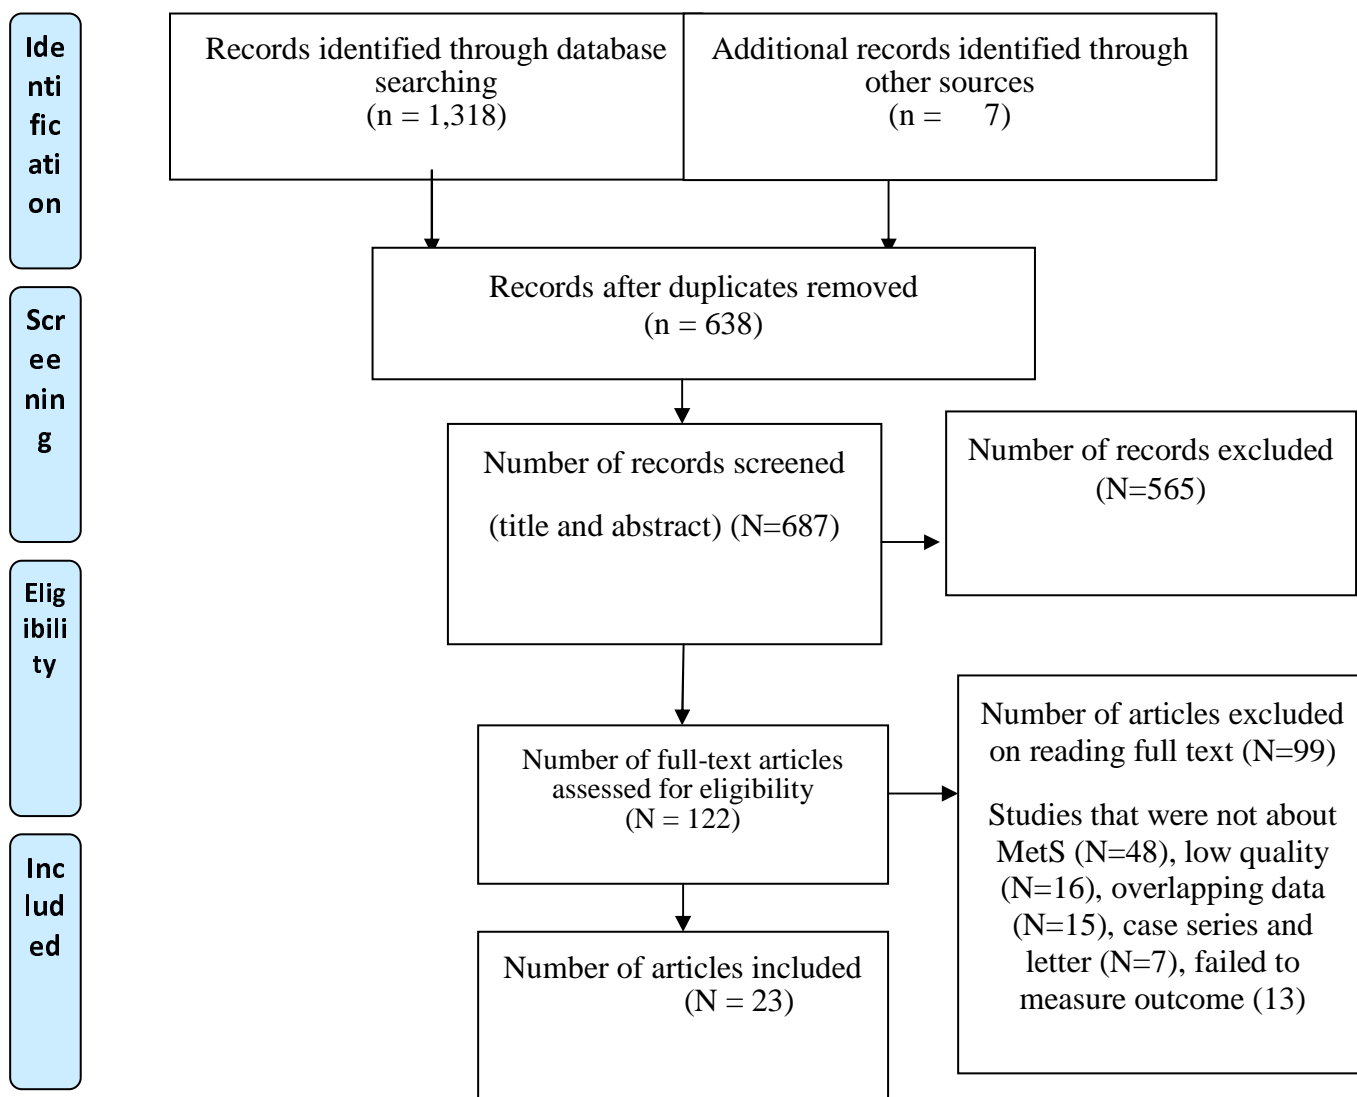 Ide
nti
fic
ati
on
Records identified through database
searching
(n = 1,318)
Additional records identified through
other sources
(n = 7)
Records after duplicates removed
(n = 638)
Scr
ee
nin
g
Number of records screened
(title and abstract) (N=687)
Number of records excluded
(N=565)
Elig
ibili
ty
Number of full-text articles
assessed for eligibility
(N = 122)
Number of articles excluded
on reading full text (N=99)
Studies that were not about
MetS (N=48), low quality
(N=16), overlapping data
(N=15), case series and
letter (N=7), failed to
measure outcome (13)
Inc
lud
ed
Number of articles included
(N = 23)